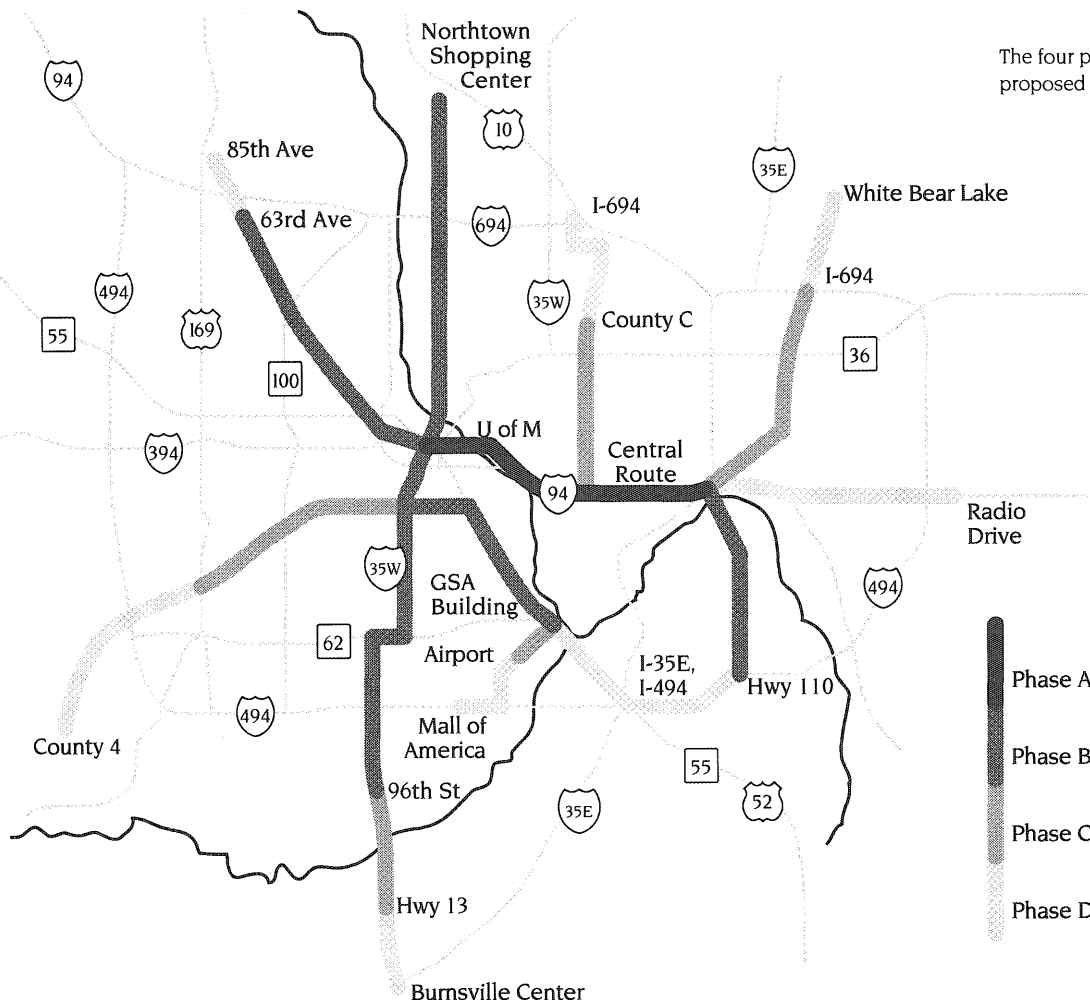 Northtown
Shopping
Center
The four p
proposed
94
10
85th Ave
35E
White Bear Lake
I-694
63rd Ave
694
I-694
494
35W
169
County C
55
36
100
U of M
394
Central
Route
94
Radio
Drive
35W
GSA
Building
494
62
Airport
I-35E,
I-494
Hwy 110
Phase A
494
Mall of
America
County 4
55
Phase B
96th St
35E
52
Phase C
Hwy 13
Phase D
Burnsville Center